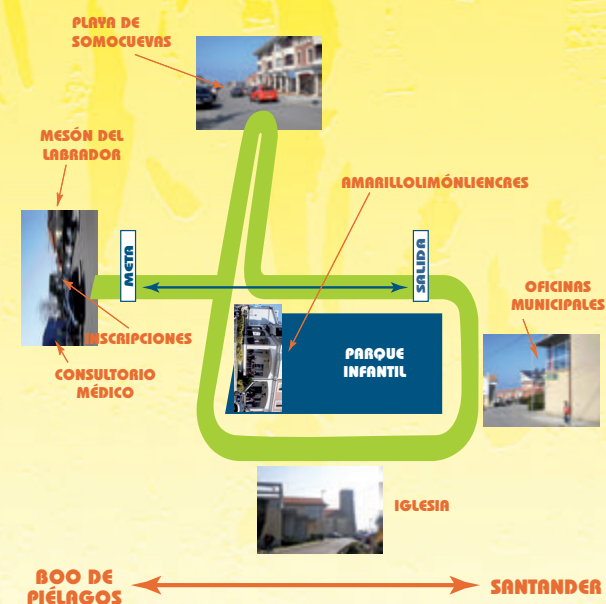 PLAYA DE
SOMOCUEVAS
MESÓN DEL
LABRADOR
AMARILLOLIMÓNLIENCRES
META
SALIDA
OFICINAS
MUNICIPALES
INSCRIPCIONES
PARQUE
INFANTIL
CONSULTORIO
MÉDICO
IGLESIA
BOO DE
PIÉLAGOS
SANTANDER